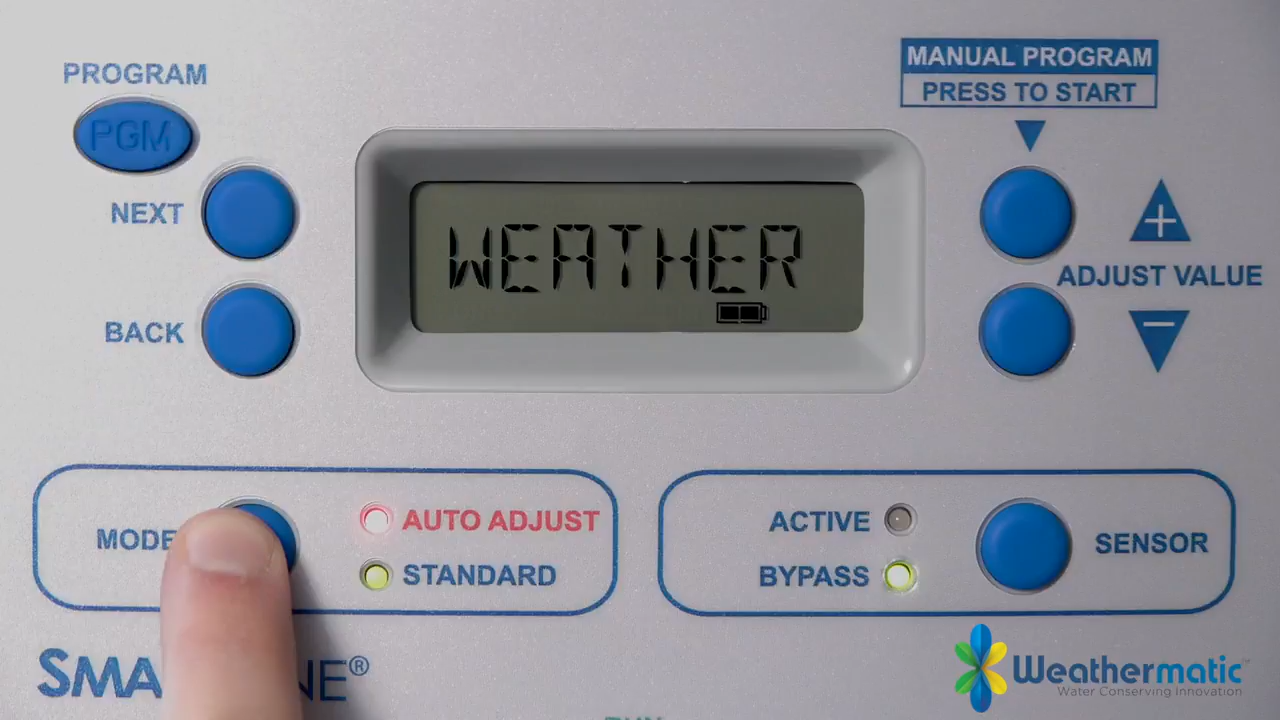 PROGRAM
PGM
NEXT
BACK
MANUAL PROGRAM
PRESS TO START
+
ADJUST VALUE
−
WEATHER
MODE
AUTO ADJUST
STANDARD
ACTIVE
BYPASS
SENSOR
Weathermatic™
Water Conserving Innovation